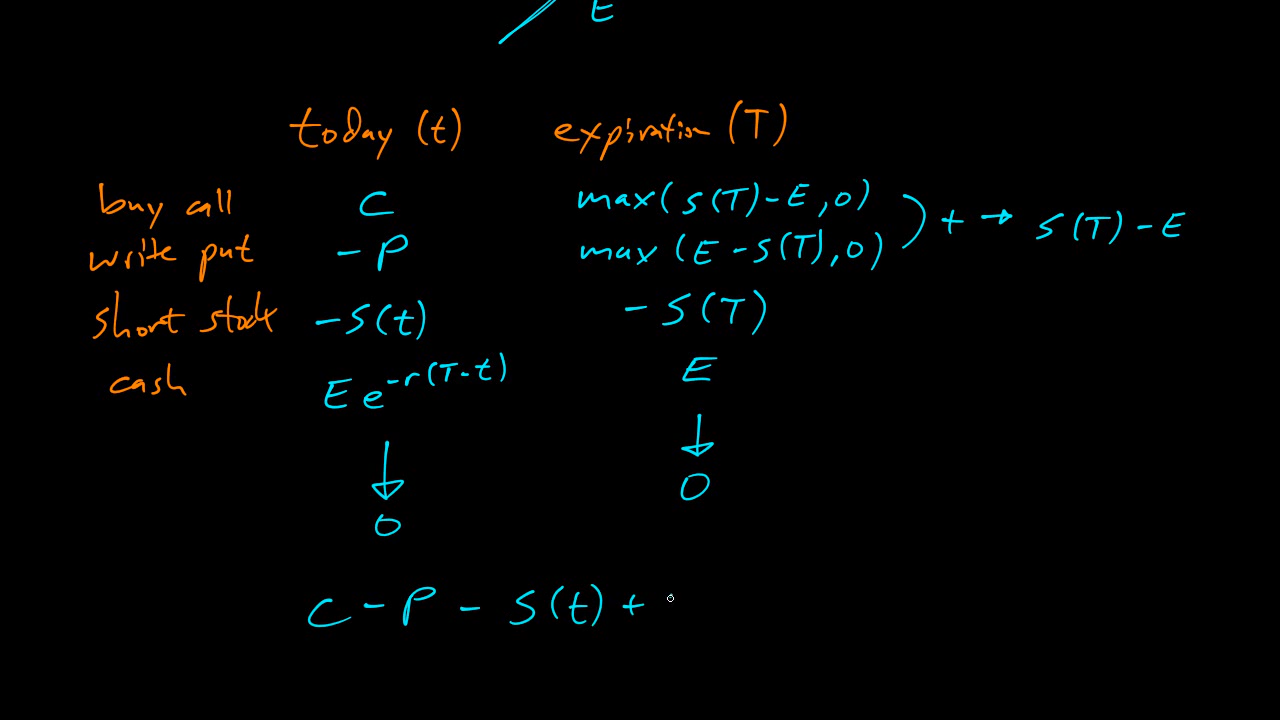 E
today (t) expiration (T)
buy call C max(S(T)-E,0)
write put -P max(E-S(T),0) ) + → S(T)-E
short stock -S(t) -S(T)
cash Ee^{-r(T-t)} E
↓ ↓
0 0
C - P - S(t) +